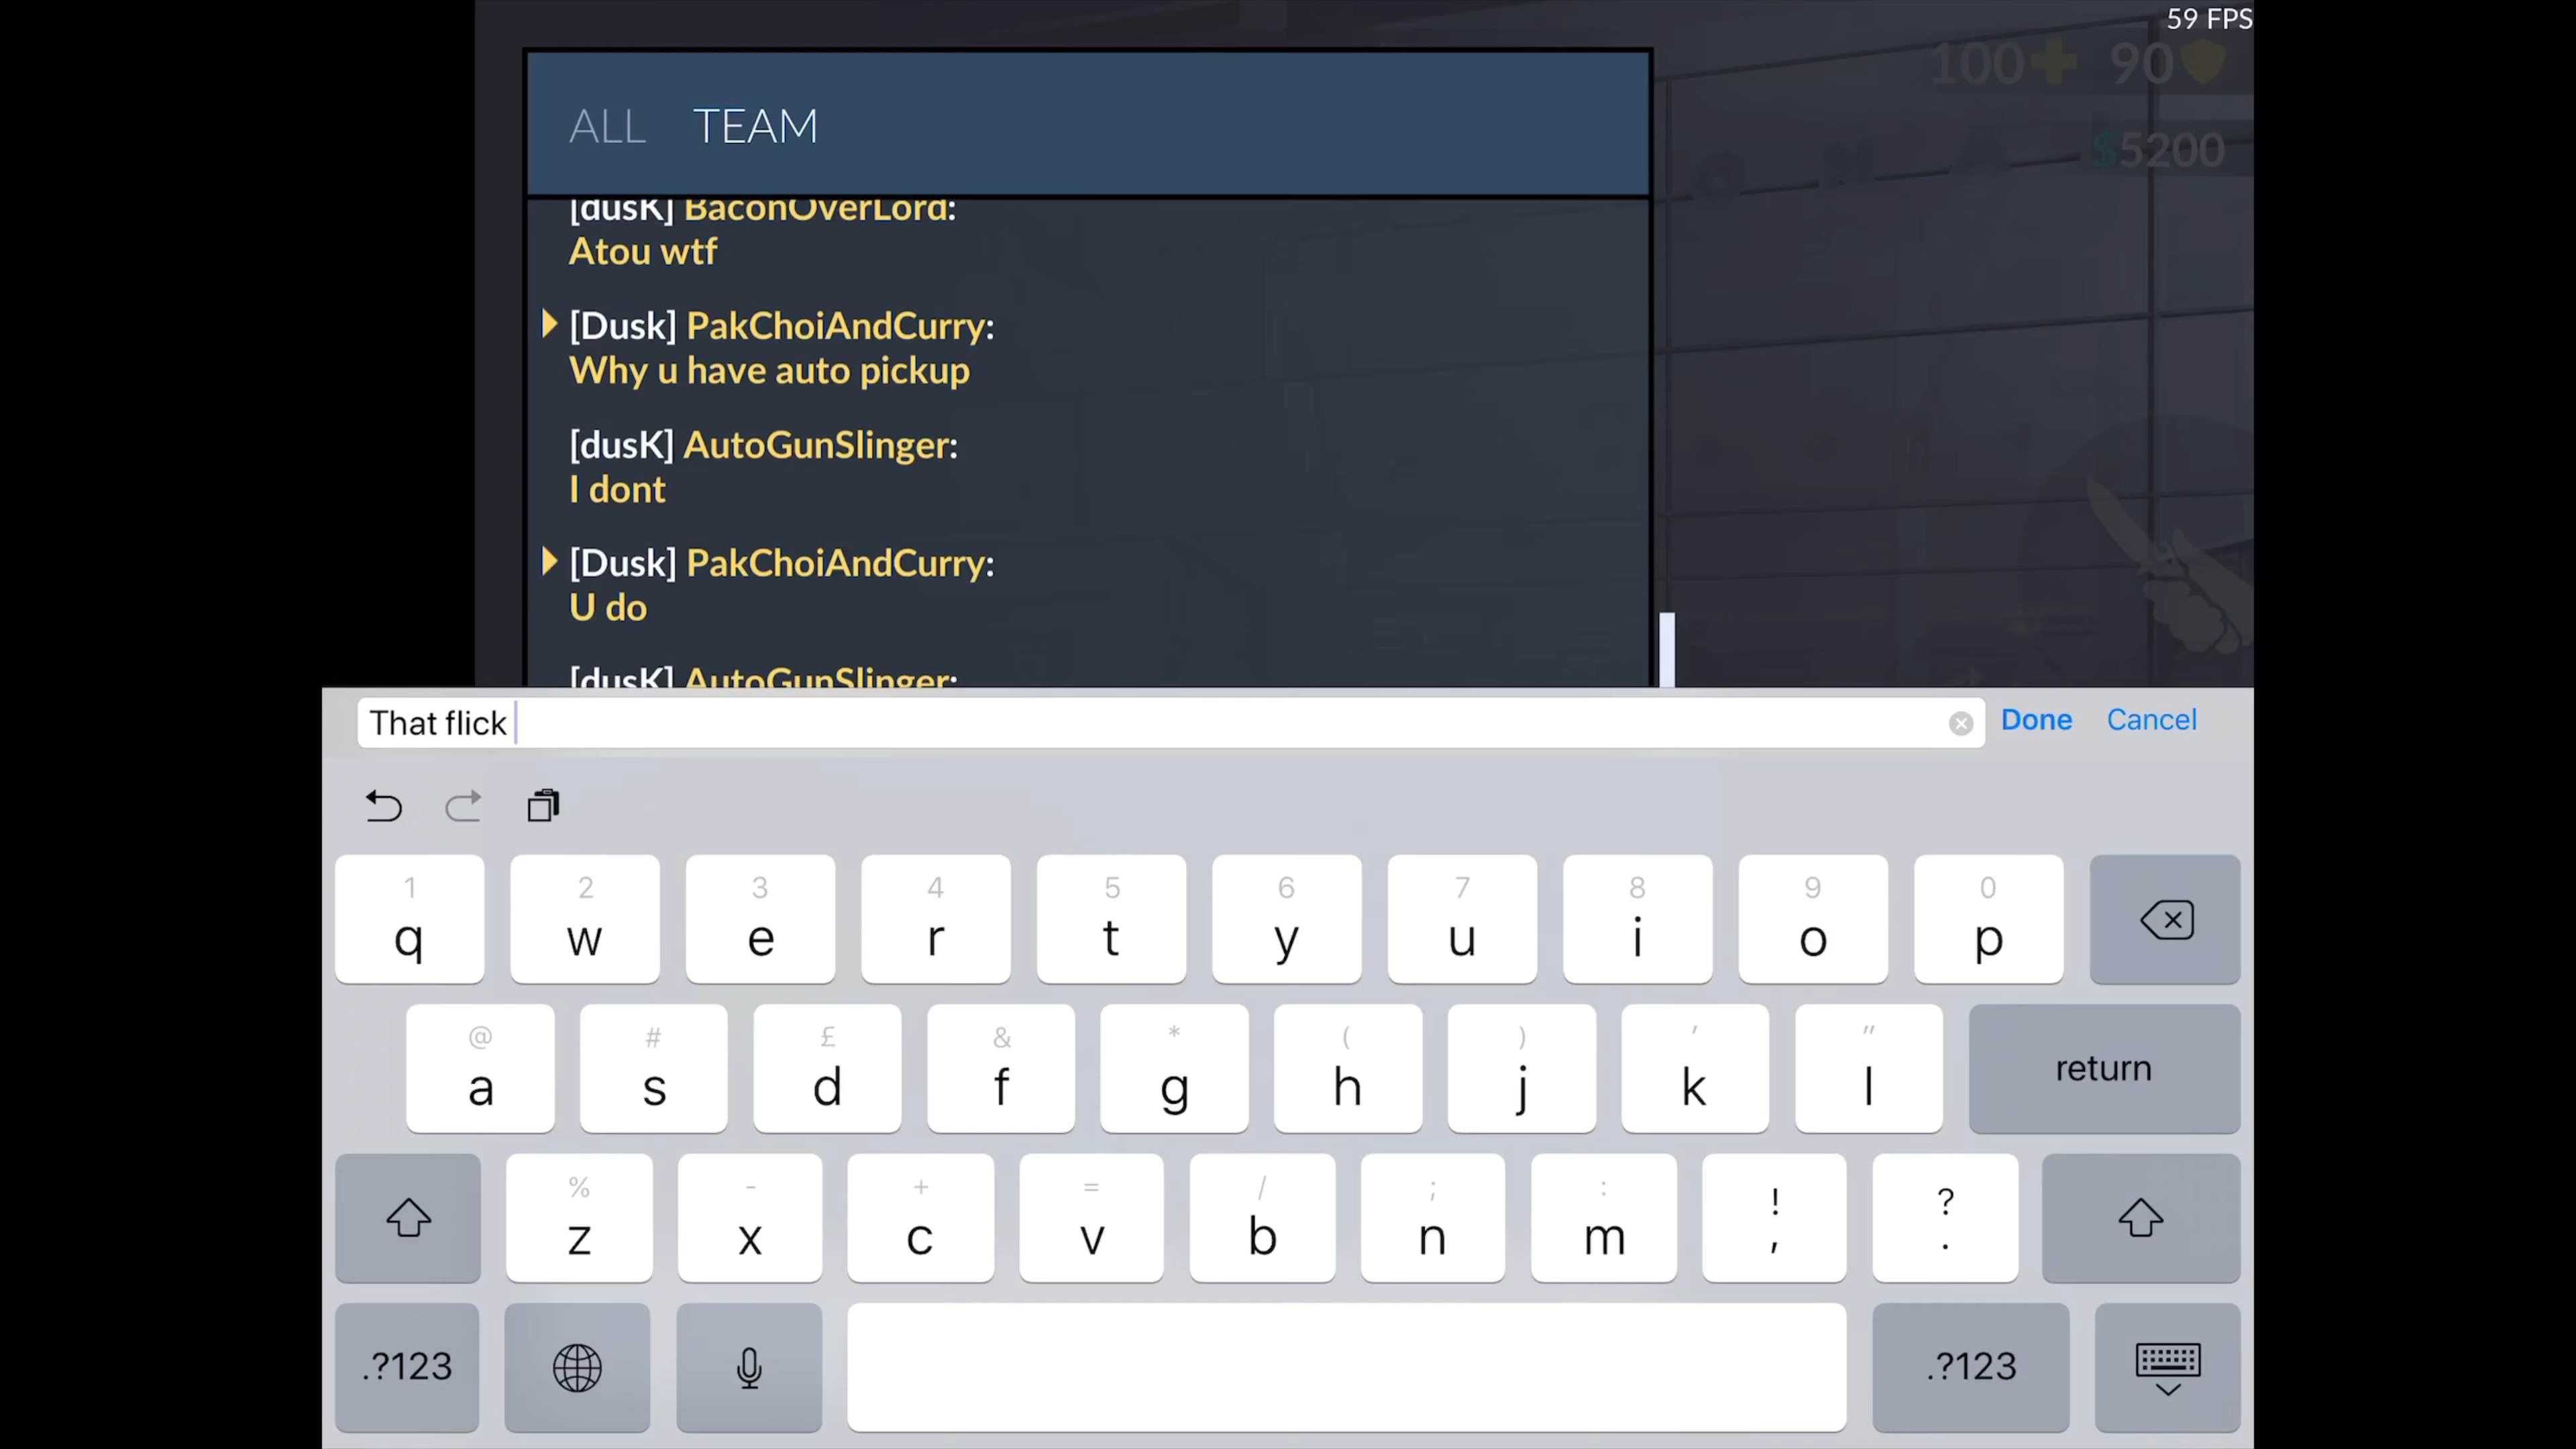 59 FPS
100 90
$5200
ALL TEAM
[dusK] BaconOverLord:
Atou wtf
[Dusk] PakChoiAndCurry:
Why u have auto pickup
[dusK] AutoGunSlinger:
I dont
[Dusk] PakChoiAndCurry:
U do
[dusK] AutoGunSlinger:
That flick
Done Cancel
1 2 3 4 5 6 7 8 9 0
q w e r t y u i o p
@ # £ & * ( ) ' "
a s d f g h j k l return
% - + = / ; : ! ?
z x c v b n m , .
.?123 .?123